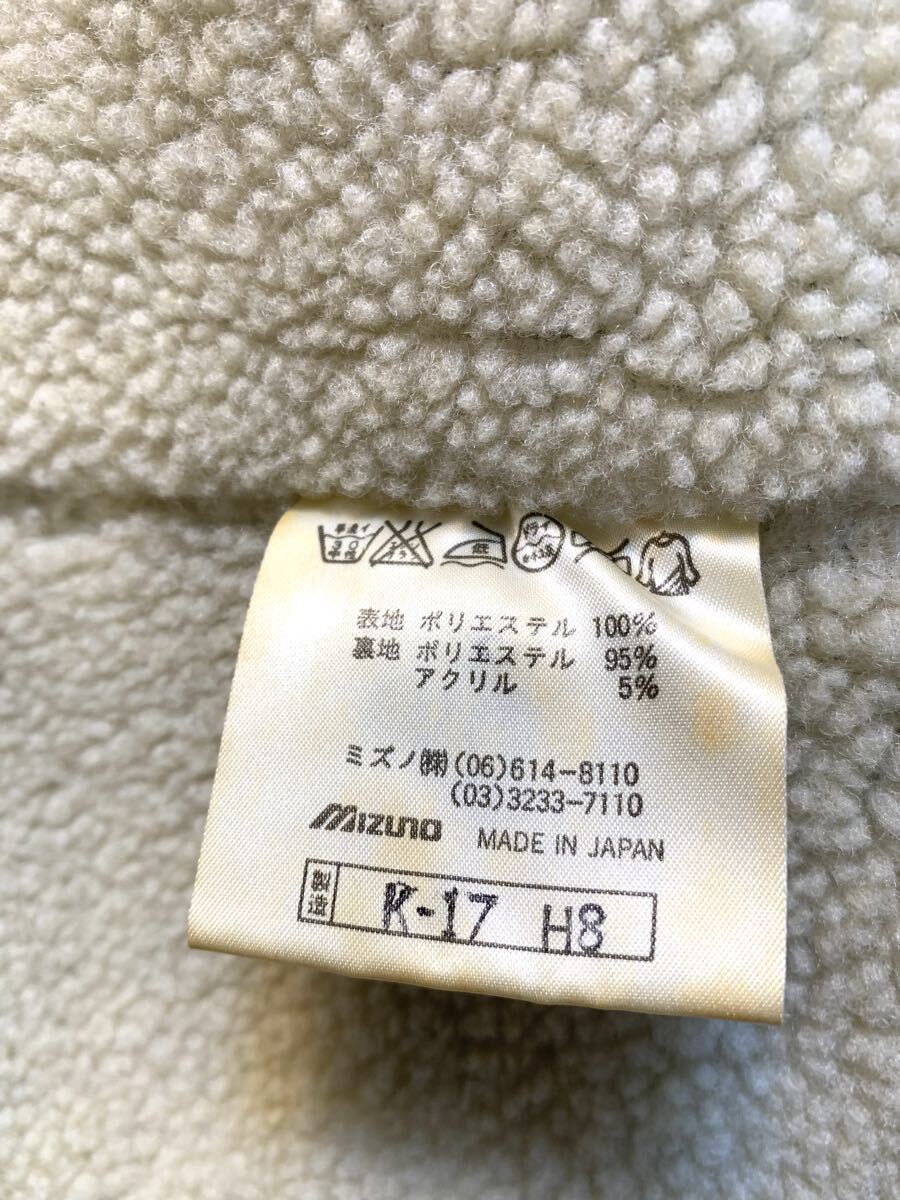 30
表地 ポリエステル 100%
裏地 ポリエステル 95%
アクリル 5%
ミズノ㈱(06)614-8110
(03)3233-7110
MIZUNO MADE IN JAPAN
製造 K-17 H8